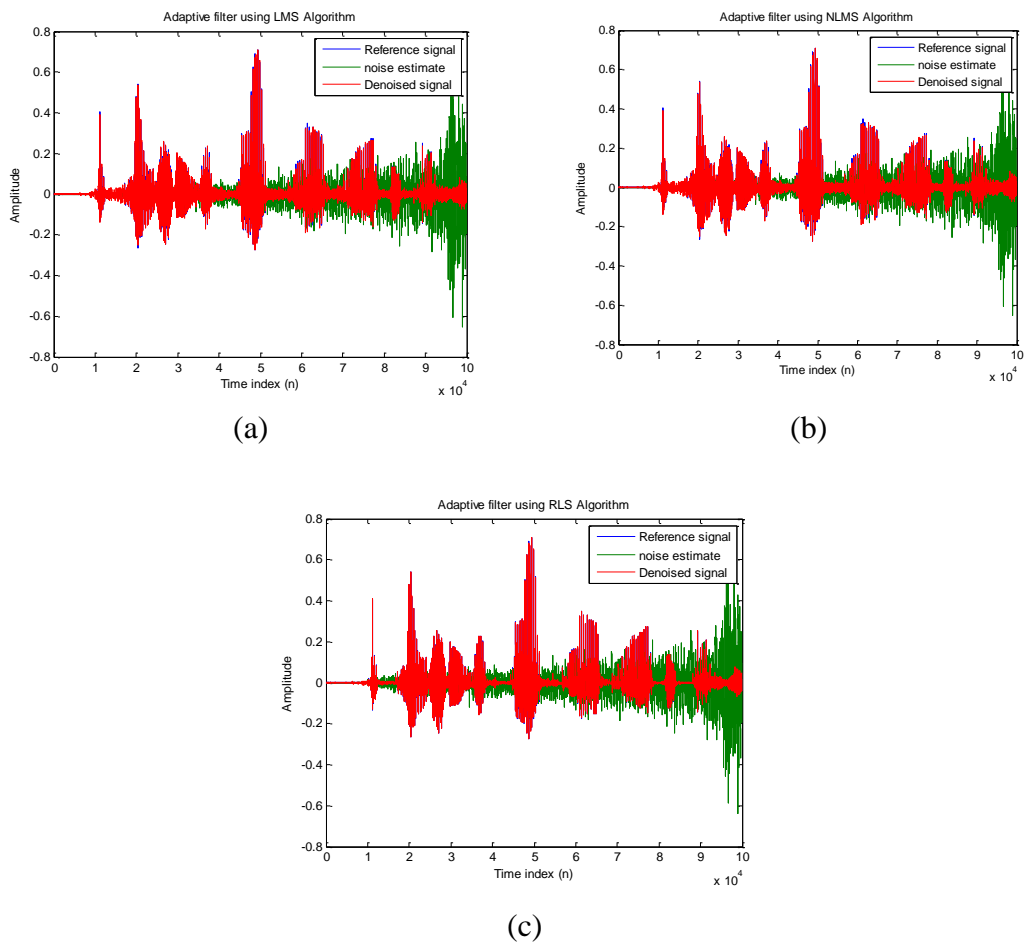 Adaptive filter using LMS Algorithm
0.8
0.6
0.4
0.2
0
-0.2
-0.4
-0.6
-0.8
Amplitude
Reference signal
noise estimate
Denoised signal
0 1 2 3 4 5 6 7 8 9 10
Time index (n)
x 10^4
(a)
Adaptive filter using NLMS Algorithm
0.8
0.6
0.4
0.2
0
-0.2
-0.4
-0.6
-0.8
Amplitude
Reference signal
noise estimate
Denoised signal
0 1 2 3 4 5 6 7 8 9 10
Time index (n)
x 10^4
(b)
Adaptive filter using RLS Algorithm
0.8
0.6
0.4
0.2
0
-0.2
-0.4
-0.6
-0.8
Amplitude
Reference signal
noise estimate
Denoised signal
0 1 2 3 4 5 6 7 8 9 10
Time index (n)
x 10^4
(c)